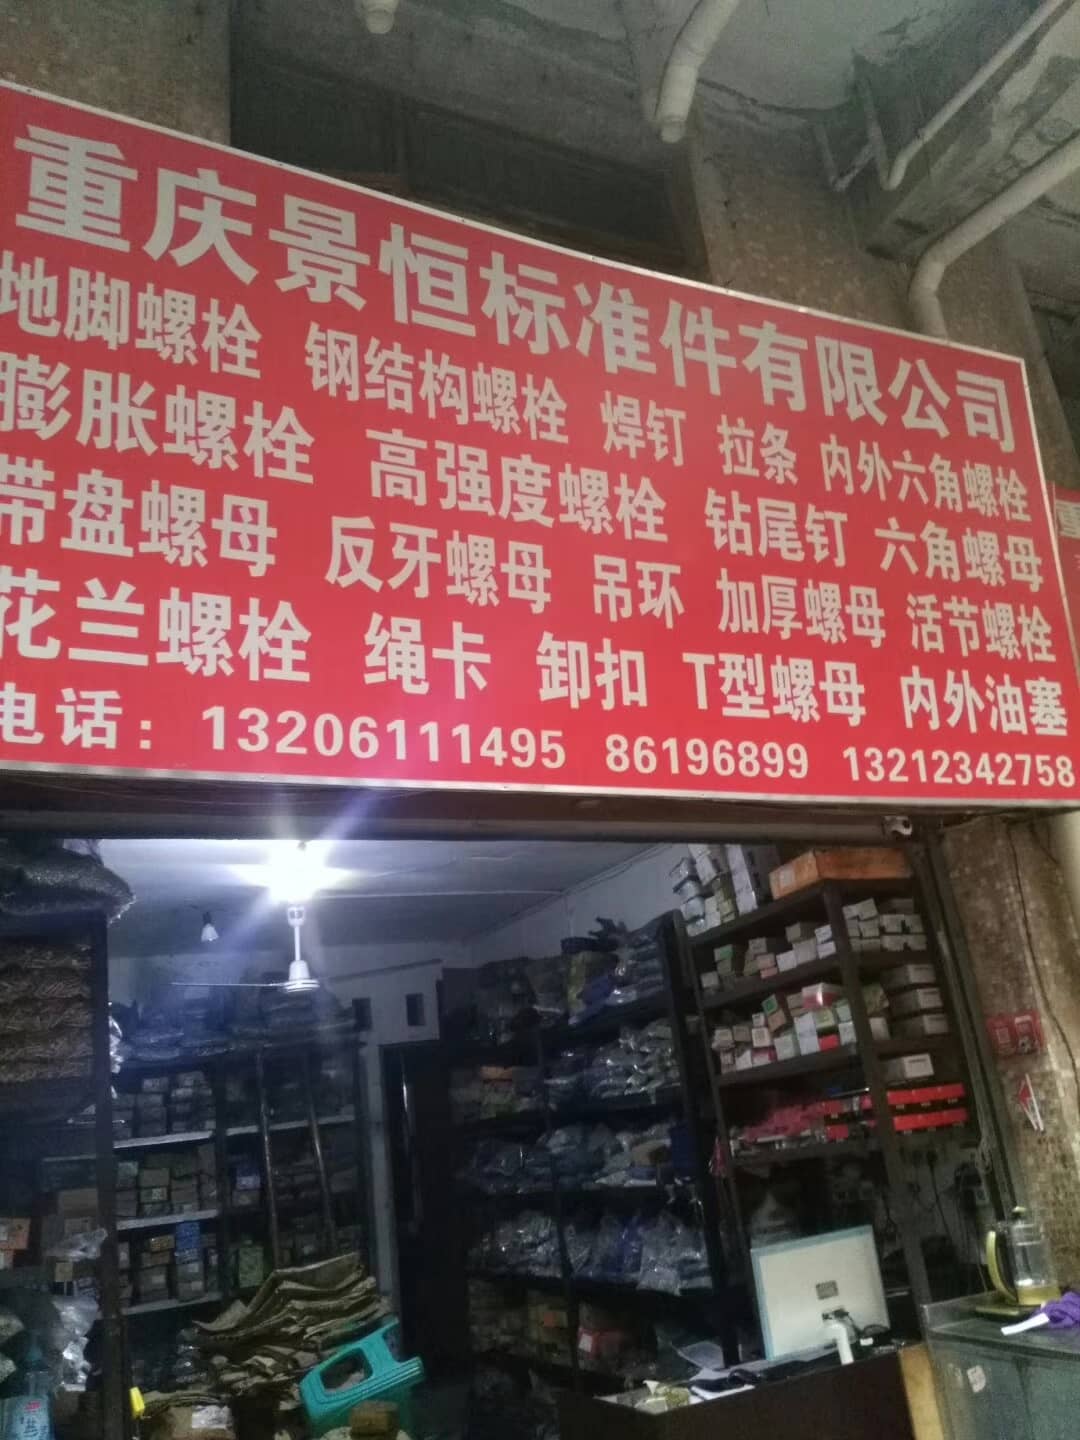 重庆景恒标准件有限公司
地脚螺栓 钢结构螺栓 焊钉 拉条 内外六角螺栓
膨胀螺栓 高强度螺栓 钻尾钉 六角螺母
带盘螺母 反牙螺母 吊环 加厚螺母 活节螺栓
花兰螺栓 绳卡 卸扣 T型螺母 内外油塞
电话：13206111495 86196899 13212342758
重